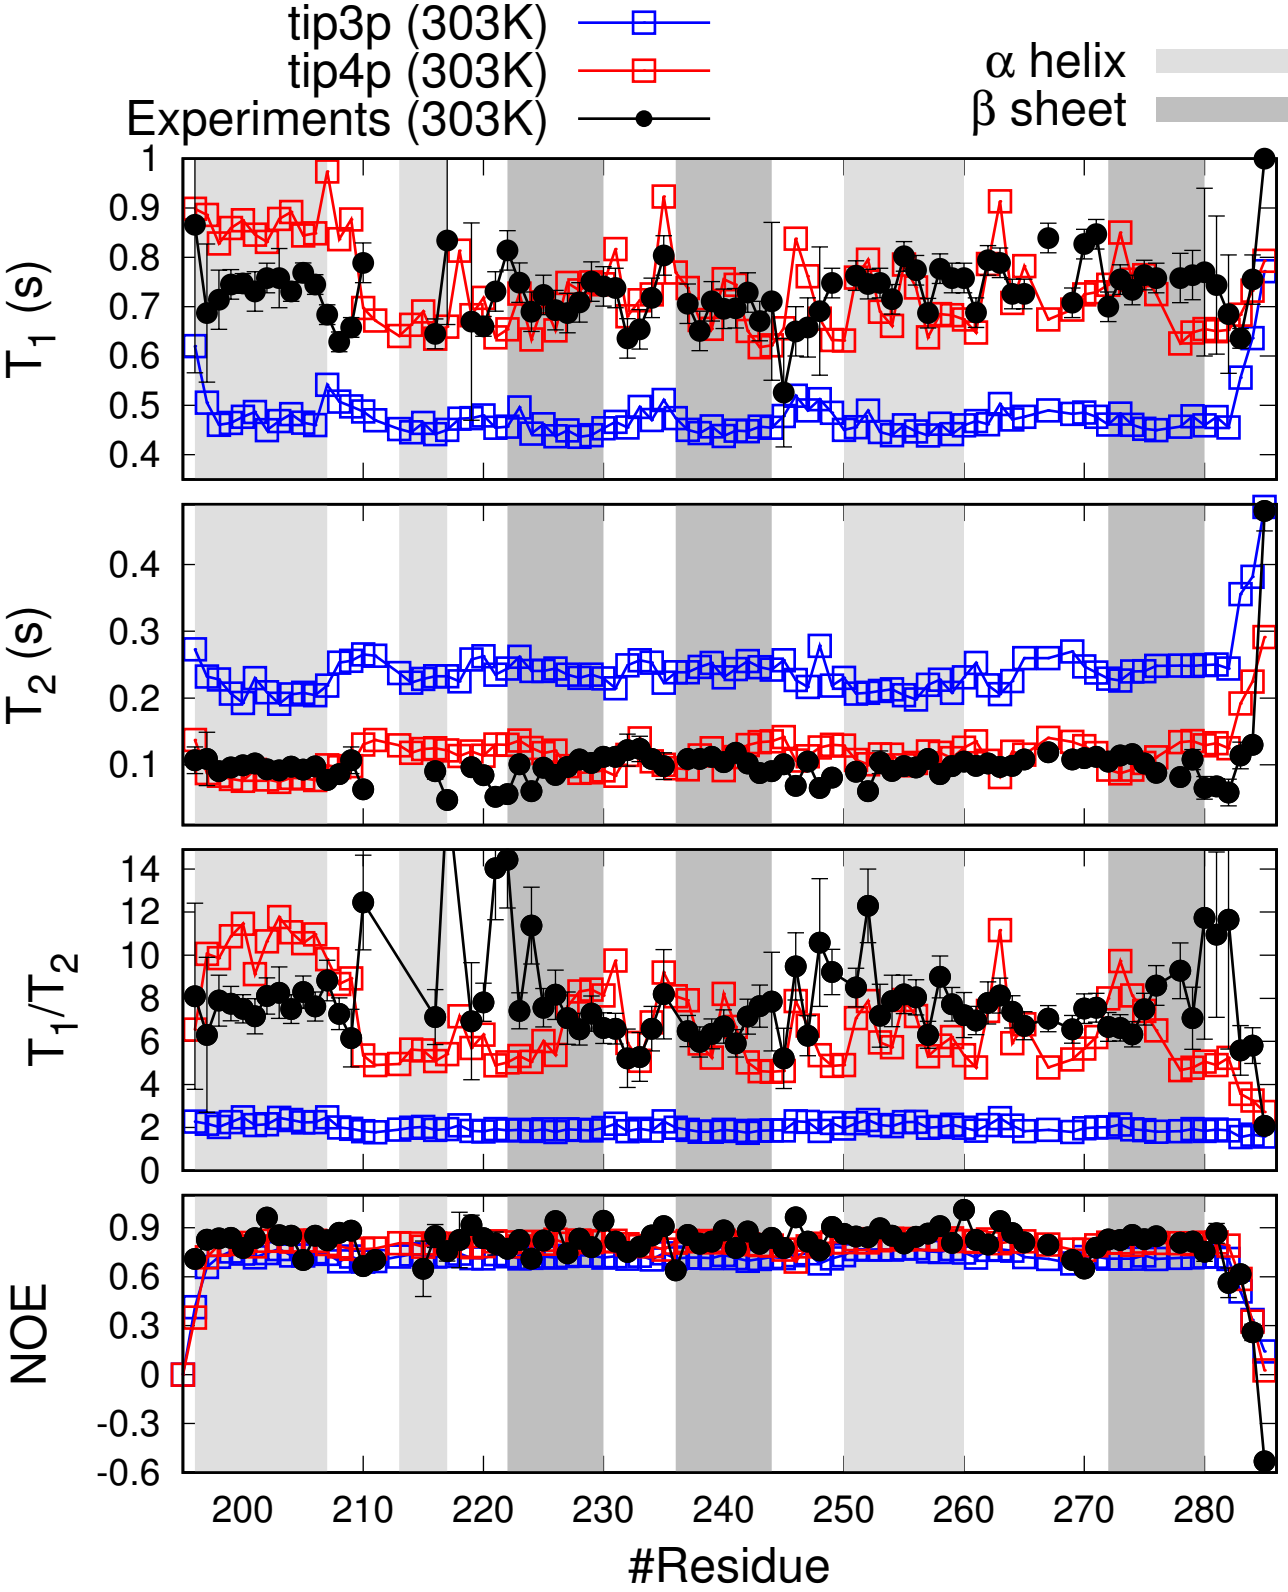 tip3p (303K)
tip4p (303K)
Experiments (303K)
α helix
β sheet
T1 (s)
1
0.9
0.8
0.7
0.6
0.5
0.4
T2 (s)
0.4
0.3
0.2
0.1
T1/T2
14
12
10
8
6
4
2
0
NOE
0.9
0.6
0.3
0
-0.3
-0.6
200 210 220 230 240 250 260 270 280
#Residue